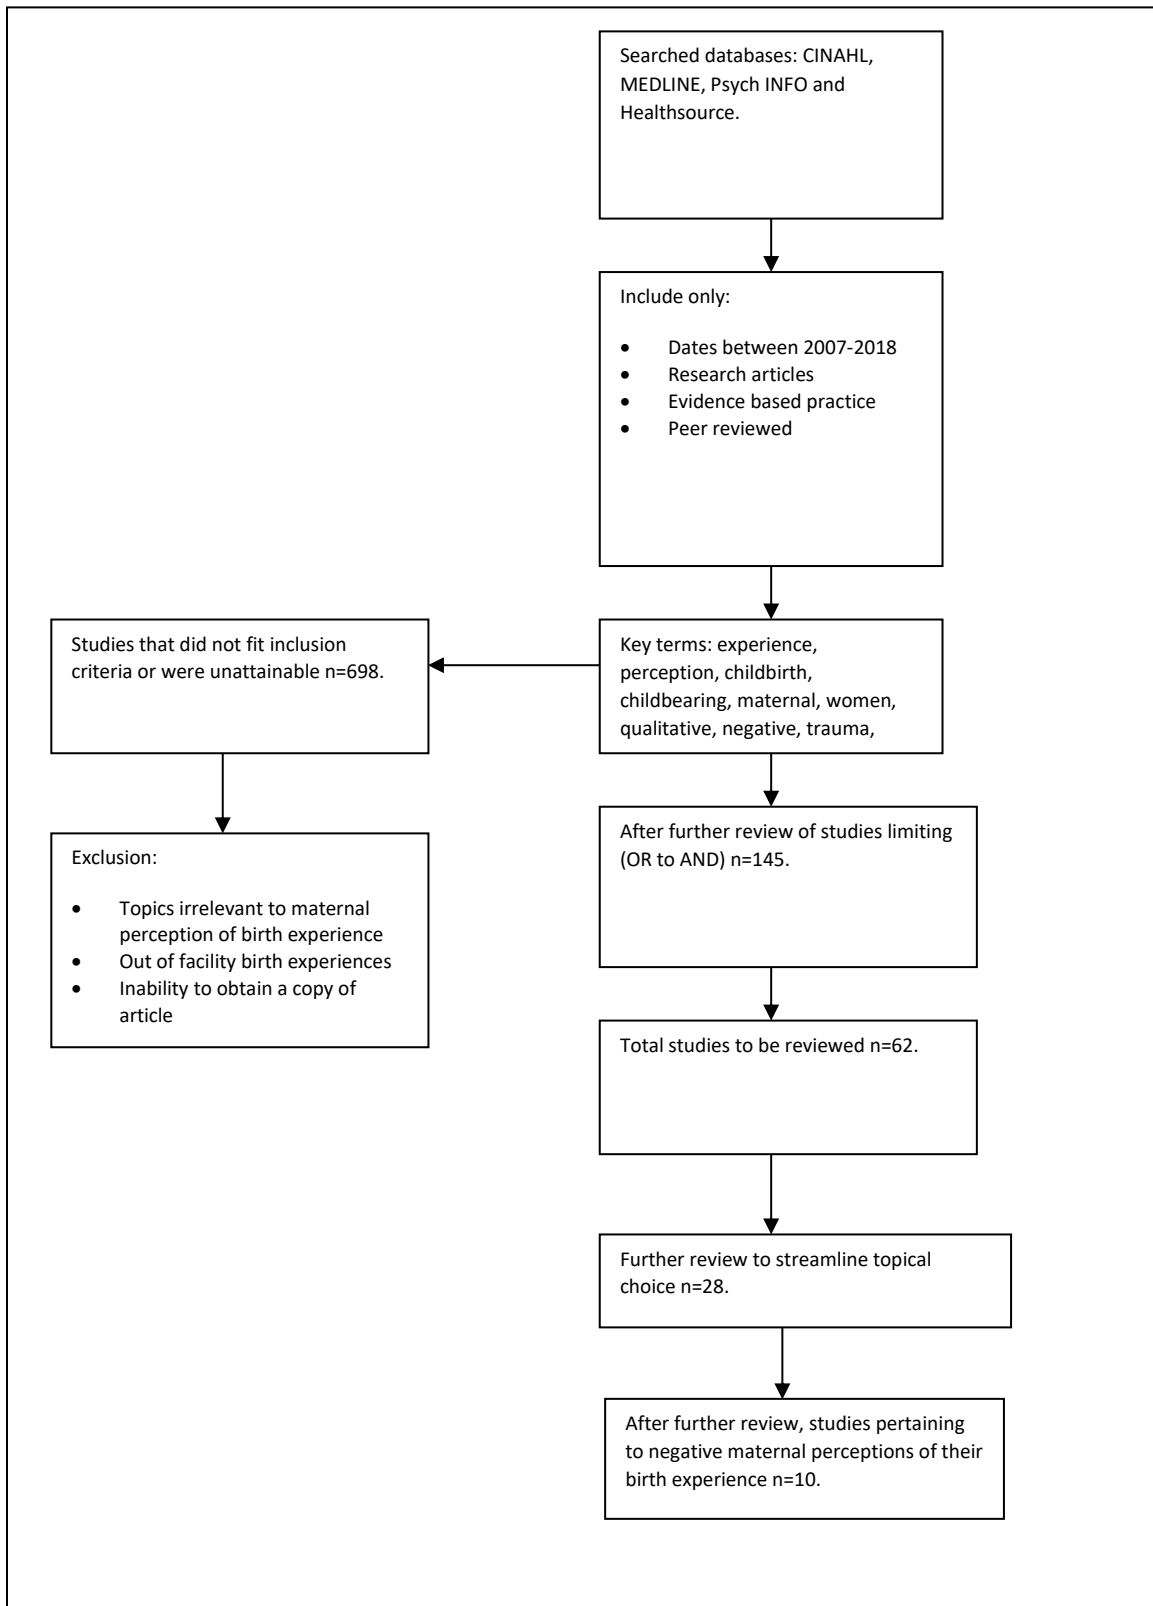 Searched databases: CINAHL,
MEDLINE, Psych INFO and
Healthsource.
Include only:
• Dates between 2007-2018
• Research articles
• Evidence based practice
• Peer reviewed
Studies that did not fit inclusion
criteria or were unattainable n=698.
Key terms: experience,
perception, childbirth,
childbearing, maternal, women,
qualitative, negative, trauma,
Exclusion:
• Topics irrelevant to maternal
perception of birth experience
• Out of facility birth experiences
• Inability to obtain a copy of
article
After further review of studies limiting
(OR to AND) n=145.
Total studies to be reviewed n=62.
Further review to streamline topical
choice n=28.
After further review, studies pertaining
to negative maternal perceptions of their
birth experience n=10.